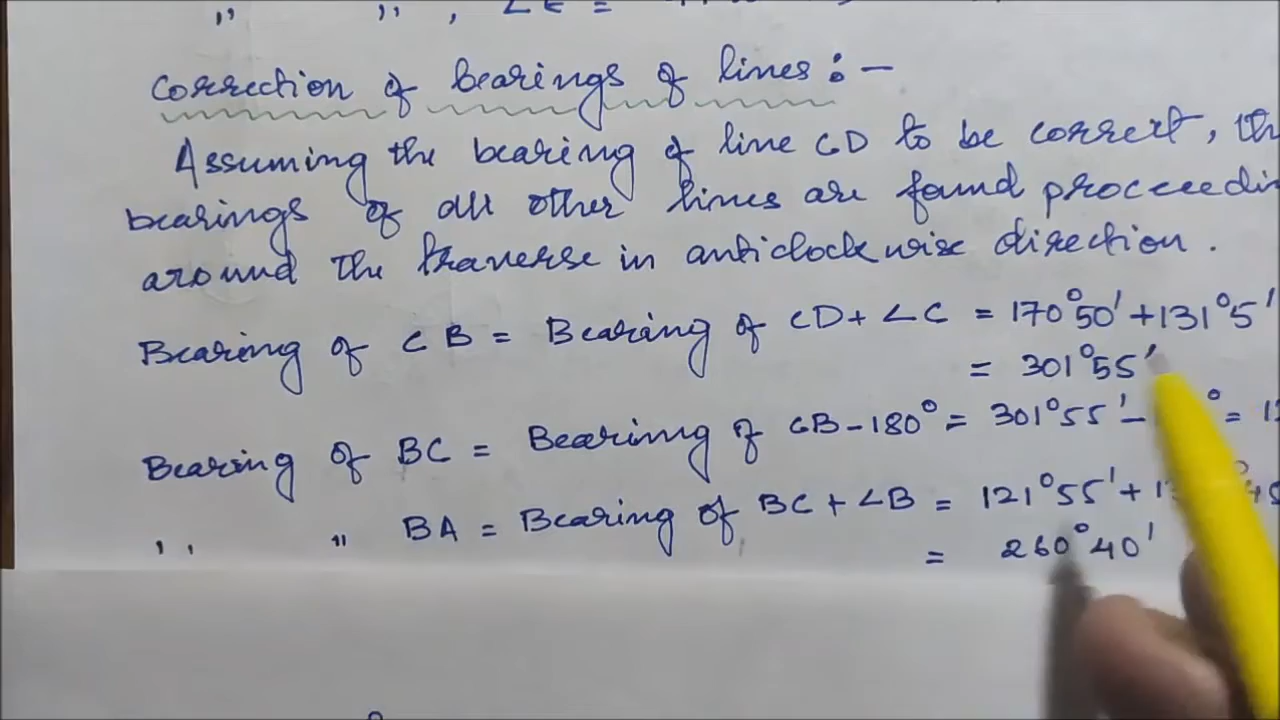 ,, ,, , ∠E =
Correction of bearings of lines :-
Assuming the bearing of line CD to be correct,
bearings of all other lines are found
around the traverse in anticlockwise direction.
Bearing of CB = Bearing of CD + ∠C = 170°50' + 131°5'
= 301°55'
Bearing of BC = Bearing of CB - 180° = 301°55' - ° =
,, " BA = Bearing of BC + ∠B = 121°55' +
= 260°40'